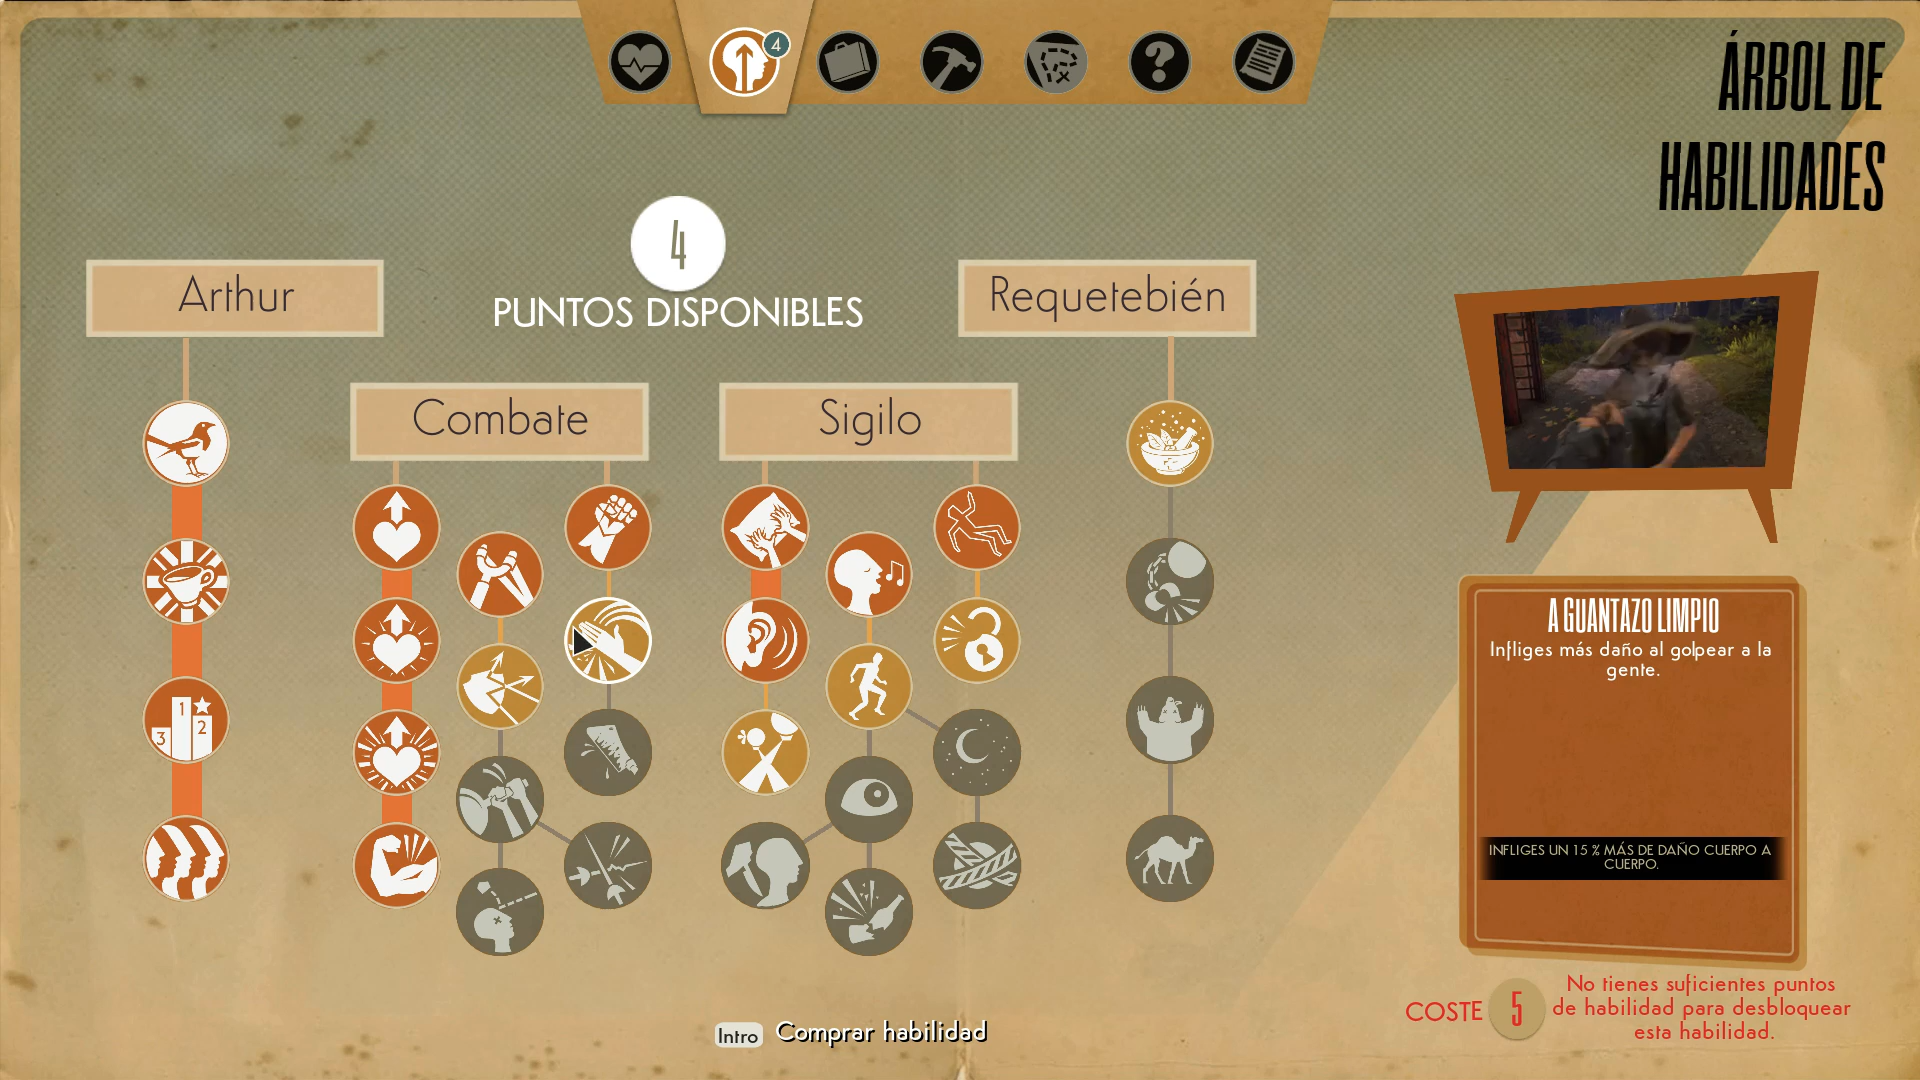 4
ÁRBOL DE
HABILIDADES
4
PUNTOS DISPONIBLES
Arthur
Requetebién
Combate
Sigilo
1
2
3
A GUANTAZO LIMPIO
Infliges más daño al golpear a la
gente.
INFLIGES UN 15 % MÁS DE DAÑO CUERPO A
CUERPO.
COSTE 5
No tienes suficientes puntos
de habilidad para desbloquear
esta habilidad.
Intro Comprar habilidad